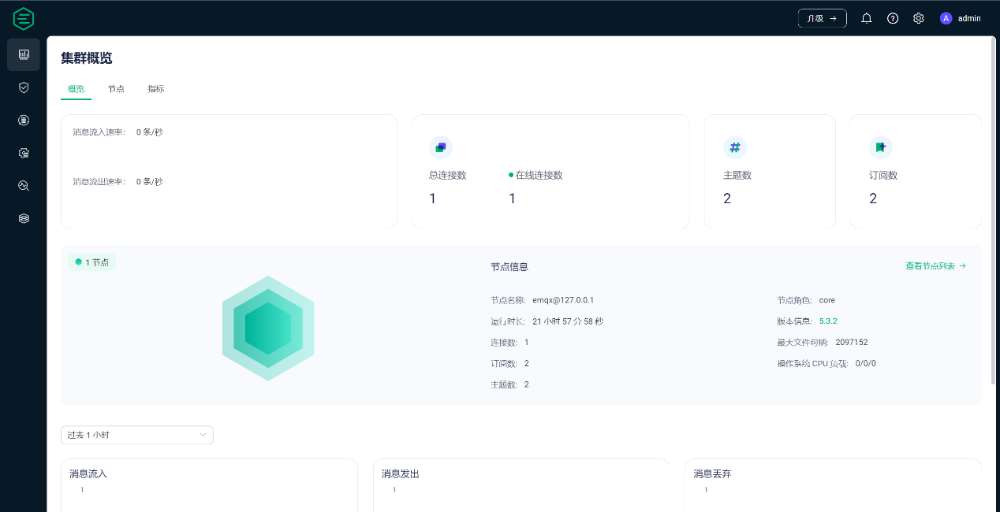 升级 →
A admin
集群概览
概览 节点 指标
消息流入速率: 0 条/秒
消息流出速率: 0 条/秒
总连接数
1
在线连接数
1
主题数
2
订阅数
2
1 节点
节点信息
查看节点列表 →
节点名称: emqx@127.0.0.1
节点角色: core
运行时长: 21 小时 57 分 58 秒
版本信息: 5.3.2
连接数: 1
最大文件句柄: 2097152
订阅数: 2
操作系统 CPU 负载: 0/0/0
主题数: 2
过去 1 小时
消息流入
1
消息发出
1
消息丢弃
1